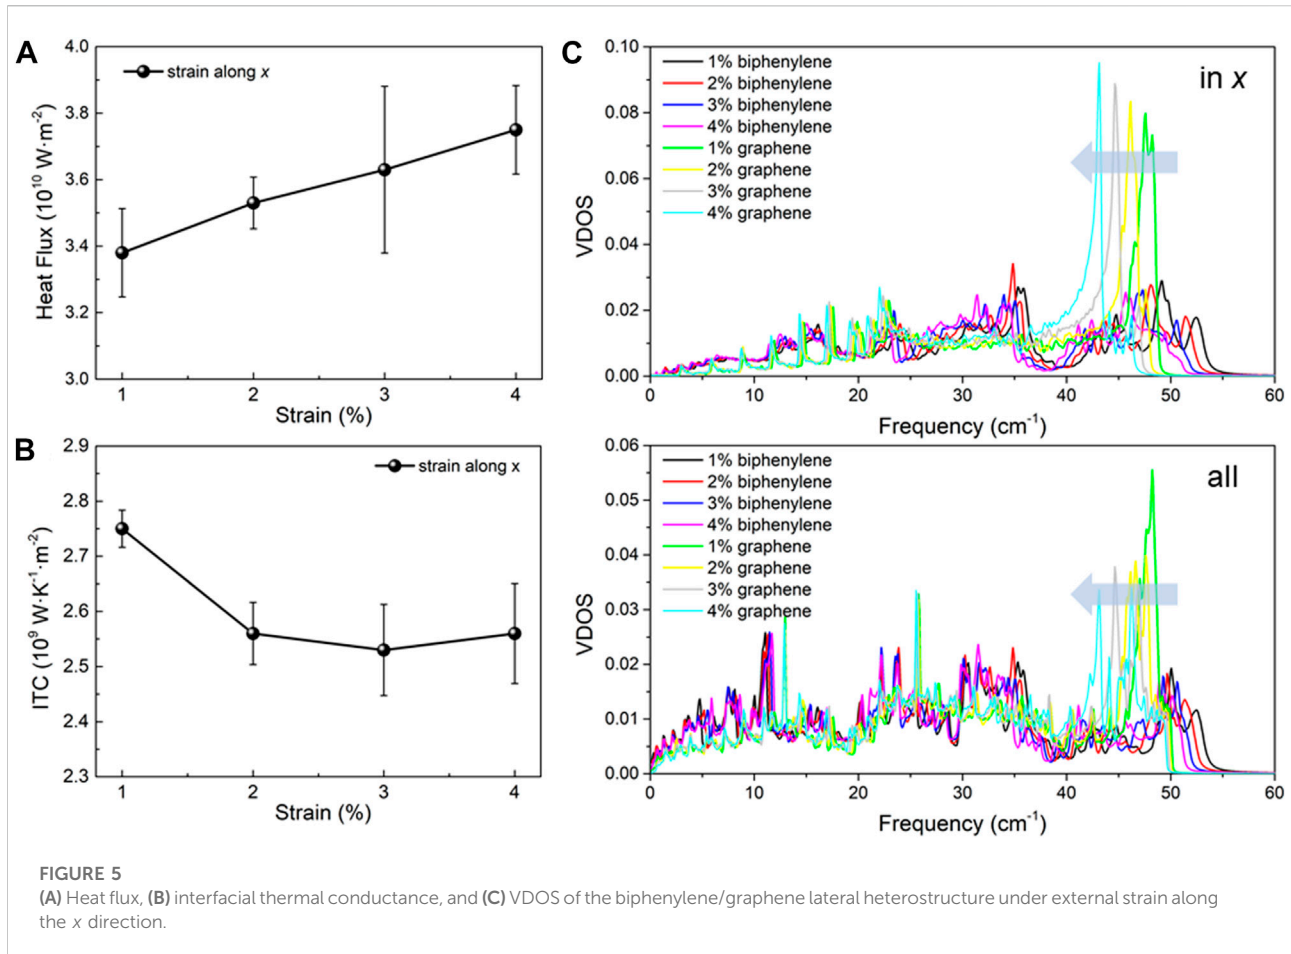 A
4.0
3.8
3.6
3.4
3.2
3.0
Heat Flux (10¹⁰ W·m⁻²)
strain along x
1 2 3 4
Strain (%)
B
2.9
2.8
2.7
2.6
2.5
2.4
2.3
ITC (10⁹ W·K⁻¹·m⁻²)
strain along x
1 2 3 4
Strain (%)
C
0.10
0.08
0.06
0.04
0.02
0.00
VDOS
1% biphenylene
2% biphenylene
3% biphenylene
4% biphenylene
1% graphene
2% graphene
3% graphene
4% graphene
in x
0 10 20 30 40 50 60
Frequency (cm⁻¹)
0.06
0.05
0.04
0.03
0.02
0.01
0.00
VDOS
1% biphenylene
2% biphenylene
3% biphenylene
4% biphenylene
1% graphene
2% graphene
3% graphene
4% graphene
all
0 10 20 30 40 50 60
Frequency (cm⁻¹)
FIGURE 5
(A) Heat flux, (B) interfacial thermal conductance, and (C) VDOS of the biphenylene/graphene lateral heterostructure under external strain along
the x direction.